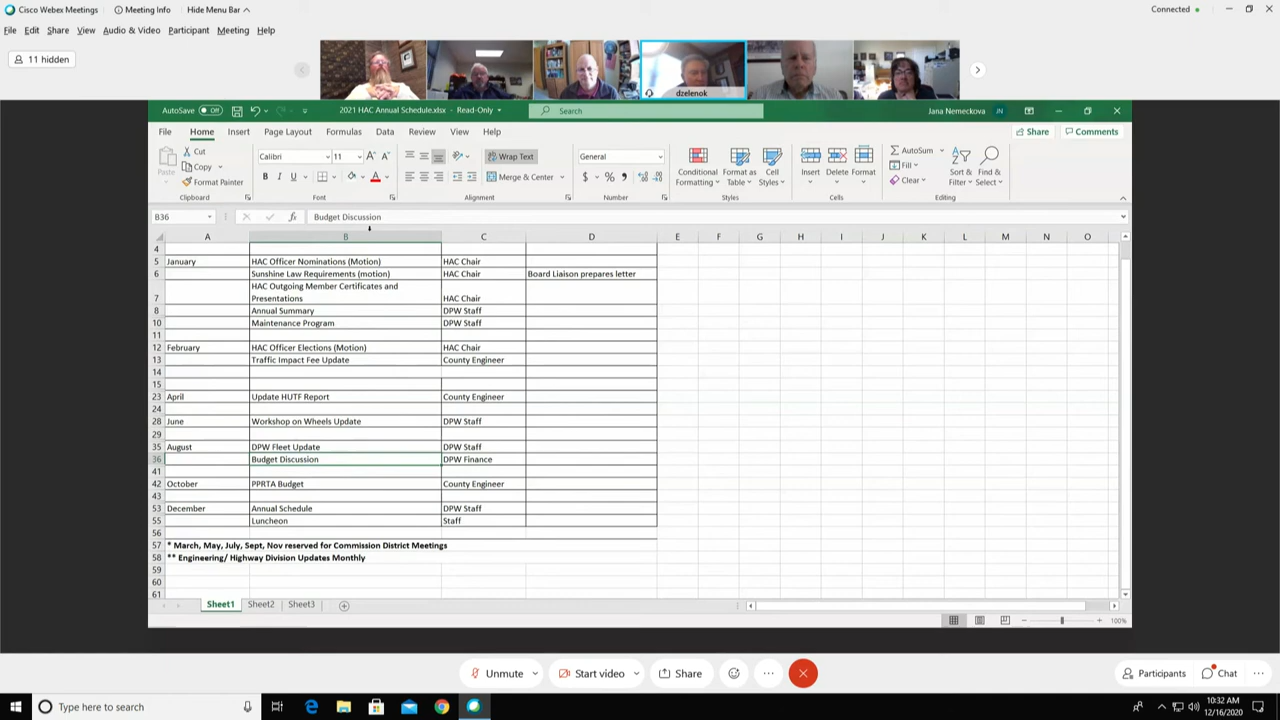 Cisco Webex Meetings Meeting Info Hide Menu Bar Connected
File Edit Share View Audio & Video Participant Meeting Help
11 hidden
dzelenok
AutoSave Off 2021 HAC Annual Schedule.xlsx - Read-Only Search Jana Nemeckova JN
File Home Insert Page Layout Formulas Data Review View Help Share Comments
Paste Cut Copy Format Painter Clipboard
Calibri 11 B I U A Font
Wrap Text Merge & Center Alignment
General $ % , Number
Conditional Formatting Format as Table Cell Styles Styles
Insert Delete Format Cells
AutoSum Fill Clear Sort & Filter Find & Select Editing
B36 fx Budget Discussion
A B C D E F G H I J K L M N O
4
5 January HAC Officer Nominations (Motion) HAC Chair
6 Sunshine Law Requirements (motion) HAC Chair Board Liaison prepares letter
HAC Outgoing Member Certificates and
7 Presentations HAC Chair
8 Annual Summary DPW Staff
10 Maintenance Program DPW Staff
11
12 February HAC Officer Elections (Motion) HAC Chair
13 Traffic Impact Fee Update County Engineer
14
15
23 April Update HUTF Report County Engineer
24
28 June Workshop on Wheels Update DPW Staff
29
35 August DPW Fleet Update DPW Staff
36 Budget Discussion DPW Finance
41
42 October PPRTA Budget County Engineer
43
53 December Annual Schedule DPW Staff
55 Luncheon Staff
56
57 * March, May, July, Sept, Nov reserved for Commission District Meetings
58 ** Engineering/ Highway Division Updates Monthly
59
60
61
Sheet1 Sheet2 Sheet3
100%
Unmute Start video Share Participants Chat
Type here to search 10:32 AM
12/16/2020